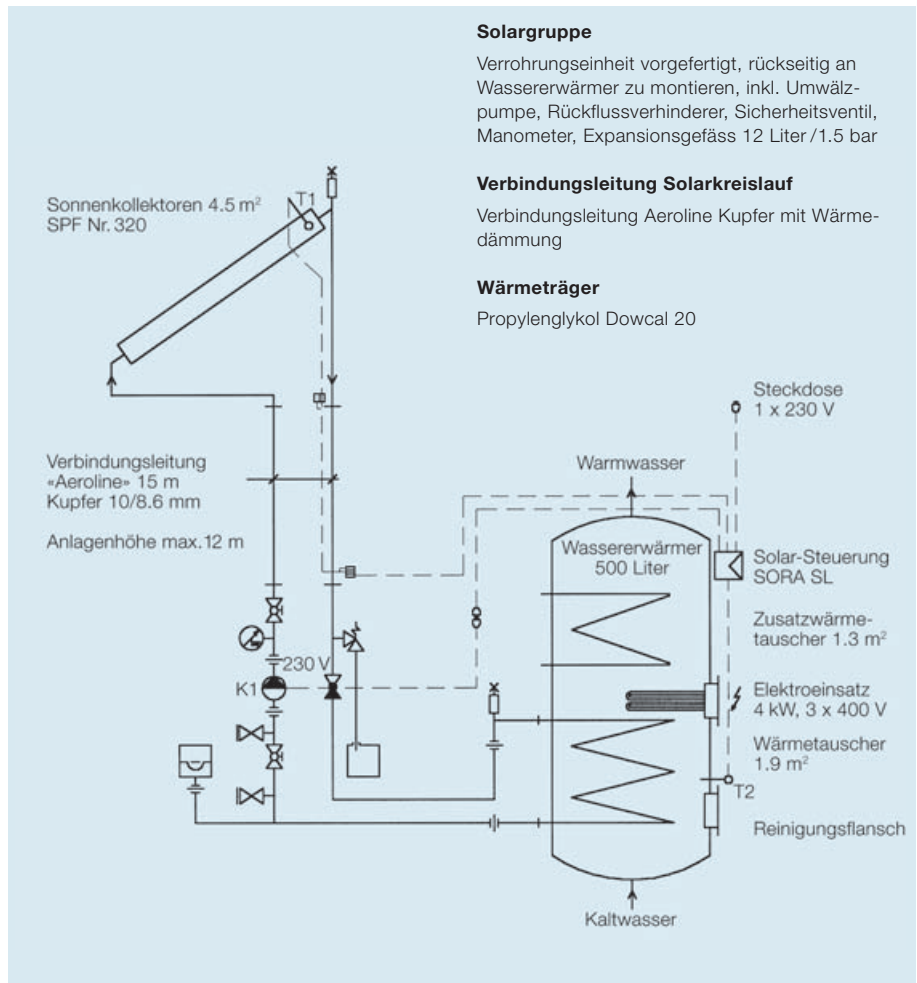 Solargruppe
Verrohrungseinheit vorgefertigt, rückseitig an
Wassererwärmer zu montieren, inkl. Umwälz-
pumpe, Rückflussverhinderer, Sicherheitsventil,
Manometer, Expansionsgefäss 12 Liter/1.5 bar
Verbindungsleitung Solarkreislauf
Verbindungsleitung Aeroline Kupfer mit Wärme-
dämmung
Wärmeträger
Propylenglykol Dowcal 20
Sonnenkollektoren 4.5 m²
SPF Nr. 320
T1
Steckdose
1 x 230 V
Verbindungsleitung
«Aeroline» 15 m
Kupfer 10/8.6 mm
Anlagenhöhe max. 12 m
Warmwasser
Wassererwärmer
500 Liter
Solar-Steuerung
SORA SL
Zusatzwärme-
tauscher 1.3 m²
230 V
K1
Elektroeinsatz
4 kW, 3 x 400 V
Wärmetauscher
1.9 m²
T2
Reinigungsflansch
Kaltwasser